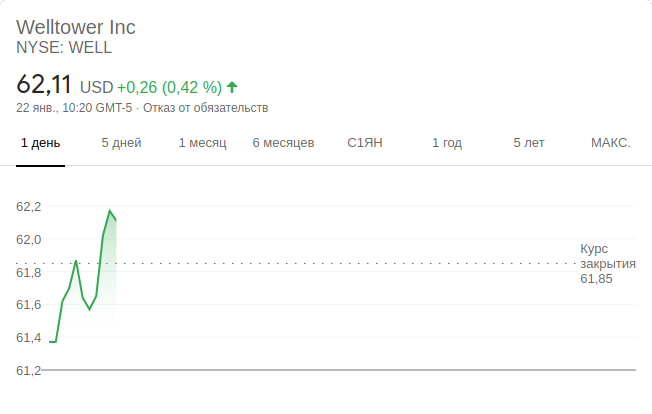 Welltower Inc
NYSE: WELL
62,11 USD +0,26 (0,42 %)
22 янв., 10:20 GMT-5 · Отказ от обязательств
1 день 5 дней 1 месяц 6 месяцев С1ЯН 1 год 5 лет МАКС.
62,2
62,0
61,8
61,6
61,4
61,2
Курс
закрытия
61,85